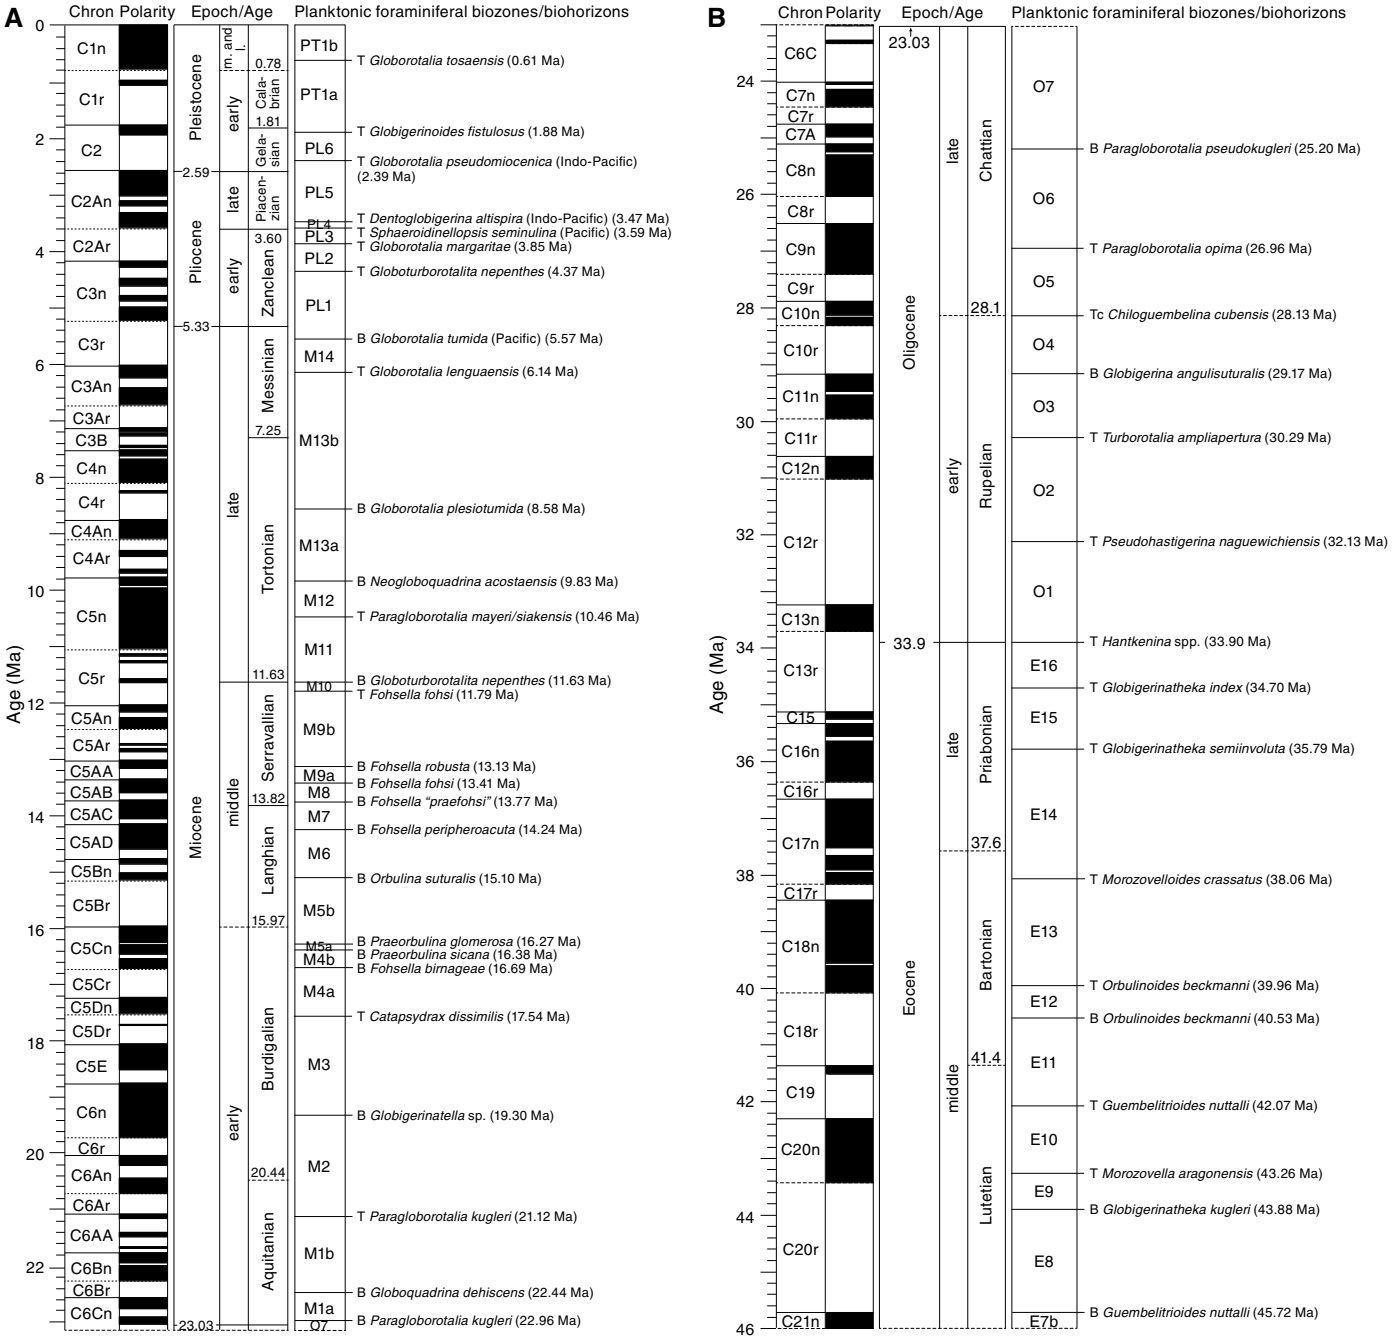 A
Chron Polarity Epoch/Age Planktonic foraminiferal biozones/biohorizons
Age (Ma)
0
2
4
6
8
10
12
14
16
18
20
22
C1n
C1r
C2
C2An
C2Ar
C3n
C3r
C3An
C3Ar
C3B
C4n
C4r
C4An
C4Ar
C5n
C5r
C5An
C5Ar
C5AA
C5AB
C5AC
C5AD
C5Bn
C5Br
C5Cn
C5Cr
C5Dn
C5Dr
C5E
C6n
C6r
C6An
C6Ar
C6AA
C6Bn
C6Br
C6Cn
Pleistocene
2.59
Pliocene
5.33
Miocene
23.03
m. and l.
early
late
early
late
middle
early
0.78
Cala-
brian
1.81
Gela-
sian
Piacen-
zian
3.60
Zanclean
Messinian
7.25
Tortonian
11.63
Serravallian
13.82
Langhian
15.97
Burdigalian
20.44
Aquitanian
PT1b
PT1a
PL6
PL5
PL4
PL3
PL2
PL1
M14
M13b
M13a
M12
M11
M10
M9b
M9a
M8
M7
M6
M5b
M5a
M4b
M4a
M3
M2
M1b
M1a
O7
T Globorotalia tosaensis (0.61 Ma)
T Globigerinoides fistulosus (1.88 Ma)
T Globorotalia pseudomiocenica (Indo-Pacific)
(2.39 Ma)
T Dentoglobigerina altispira (Indo-Pacific) (3.47 Ma)
T Sphaeroidinellopsis seminulina (Pacific) (3.59 Ma)
T Globorotalia margaritae (3.85 Ma)
T Globoturborotalita nepenthes (4.37 Ma)
B Globorotalia tumida (Pacific) (5.57 Ma)
T Globorotalia lenguaensis (6.14 Ma)
B Globorotalia plesiotumida (8.58 Ma)
B Neogloboquadrina acostaensis (9.83 Ma)
T Paragloborotalia mayeri/siakensis (10.46 Ma)
B Globoturborotalita nepenthes (11.63 Ma)
T Fohsella fohsi (11.79 Ma)
B Fohsella robusta (13.13 Ma)
B Fohsella fohsi (13.41 Ma)
B Fohsella “praefohsi” (13.77 Ma)
B Fohsella peripheroacuta (14.24 Ma)
B Orbulina suturalis (15.10 Ma)
B Praeorbulina glomerosa (16.27 Ma)
B Praeorbulina sicana (16.38 Ma)
B Fohsella birnageae (16.69 Ma)
T Catapsydrax dissimilis (17.54 Ma)
B Globigerinatella sp. (19.30 Ma)
T Paragloborotalia kugleri (21.12 Ma)
B Globoquadrina dehiscens (22.44 Ma)
B Paragloborotalia kugleri (22.96 Ma)
B
Chron Polarity Epoch/Age Planktonic foraminiferal biozones/biohorizons
Age (Ma)
24
26
28
30
32
34
36
38
40
42
44
46
C6C
C7n
C7r
C7A
C8n
C8r
C9n
C9r
C10n
C10r
C11n
C11r
C12n
C12r
C13n
C13r
C15
C16n
C16r
C17n
C17r
C18n
C18r
C19
C20n
C20r
C21n
23.03
Oligocene
33.9
Eocene
late
early
late
middle
Chattian
28.1
Rupelian
Priabonian
37.6
Bartonian
41.4
Lutetian
O7
O6
O5
O4
O3
O2
O1
E16
E15
E14
E13
E12
E11
E10
E9
E8
E7b
B Paragloborotalia pseudokugleri (25.20 Ma)
T Paragloborotalia opima (26.96 Ma)
Tc Chiloguembelina cubensis (28.13 Ma)
B Globigerina angulisuturalis (29.17 Ma)
T Turborotalia ampliapertura (30.29 Ma)
T Pseudohastigerina naguewichiensis (32.13 Ma)
T Hantkenina spp. (33.90 Ma)
T Globigerinatheka index (34.70 Ma)
T Globigerinatheka semiinvoluta (35.79 Ma)
T Morozovelloides crassatus (38.06 Ma)
T Orbulinoides beckmanni (39.96 Ma)
B Orbulinoides beckmanni (40.53 Ma)
T Guembelitrioides nuttalli (42.07 Ma)
T Morozovella aragonensis (43.26 Ma)
B Globigerinatheka kugleri (43.88 Ma)
B Guembelitrioides nuttalli (45.72 Ma)